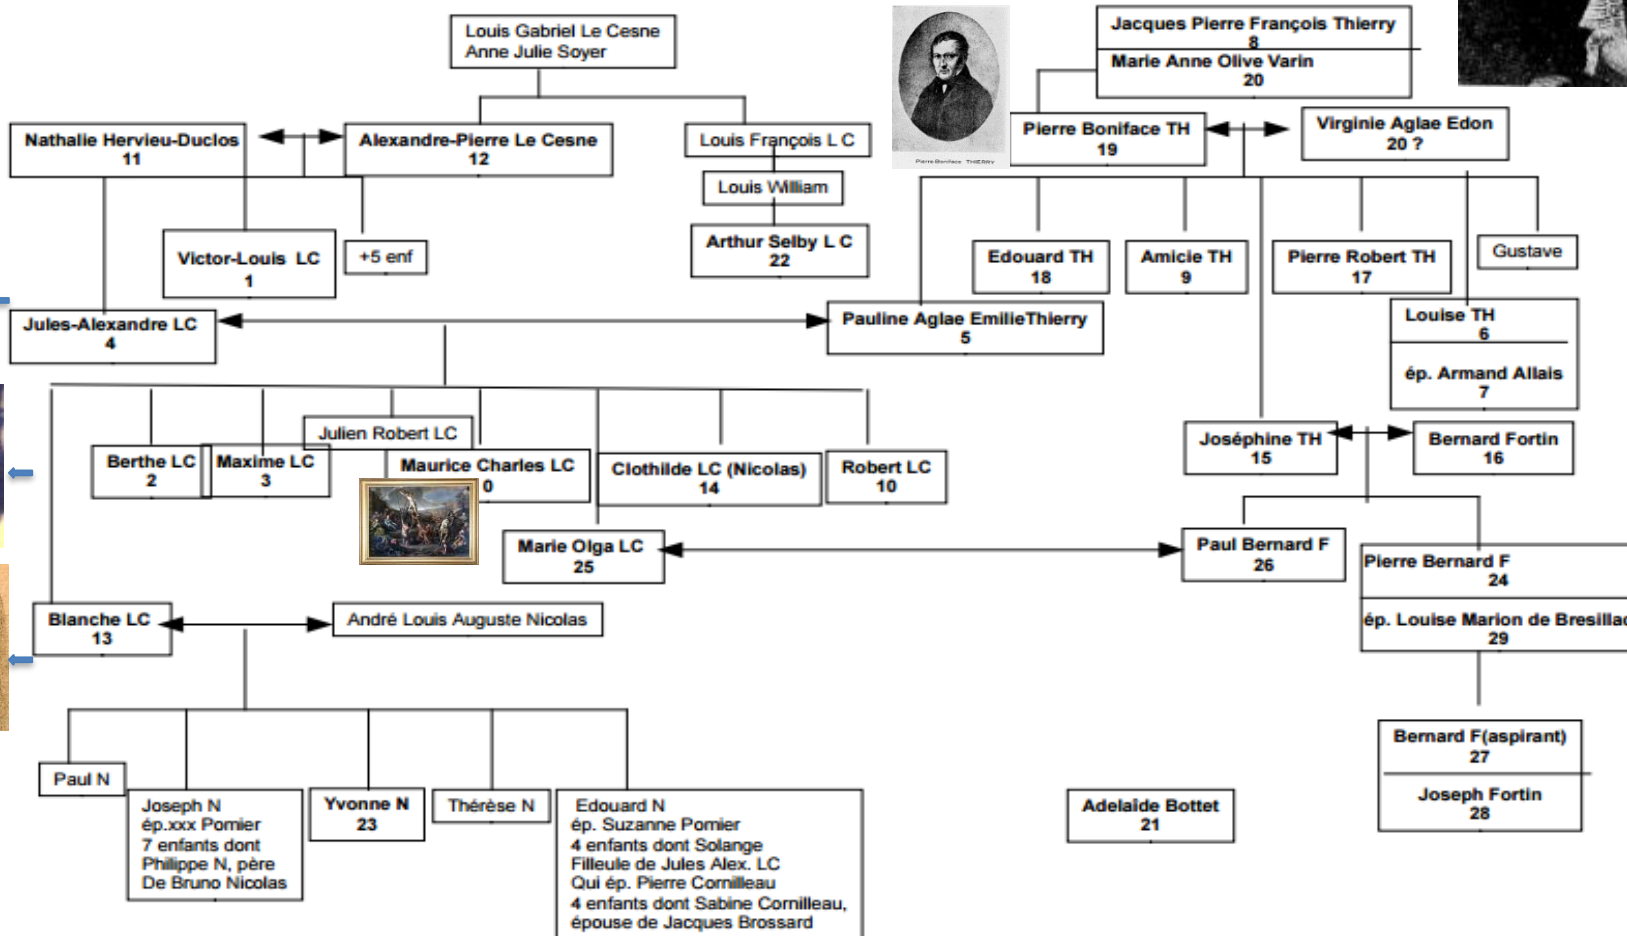 Louis Gabriel Le Cesne
Anne Julie Soyer
Jacques Pierre François Thierry
8
Marie Anne Olive Varin
20
Pierre Boniface THIERRY
Nathalie Hervieu-Duclos
11
Alexandre-Pierre Le Cesne
12
Louis François L C
Pierre Boniface TH
19
Virginie Aglae Edon
20 ?
Louis William
Victor-Louis LC
1
+5 enf
Arthur Selby L C
22
Edouard TH
18
Amicie TH
9
Pierre Robert TH
17
Gustave
Jules-Alexandre LC
4
Pauline Aglae EmilieThierry
5
Louise TH
6
ép. Armand Allais
7
Julien Robert LC
Berthe LC
2
Maxime LC
3
Maurice Charles LC
0
Clothilde LC (Nicolas)
14
Robert LC
10
Joséphine TH
15
Bernard Fortin
16
Marie Olga LC
25
Paul Bernard F
26
Pierre Bernard F
24
ép. Louise Marion de Bresillac
29
Blanche LC
13
André Louis Auguste Nicolas
Paul N
Joseph N
ép.xxx Pomier
7 enfants dont
Philippe N, père
De Bruno Nicolas
Yvonne N
23
Thérèse N
Edouard N
ép. Suzanne Pomier
4 enfants dont Solange
Filleule de Jules Alex. LC
Qui ép. Pierre Cornilleau
4 enfants dont Sabine Cornilleau,
épouse de Jacques Brossard
Adelaïde Bottet
21
Bernard F(aspirant)
27
Joseph Fortin
28